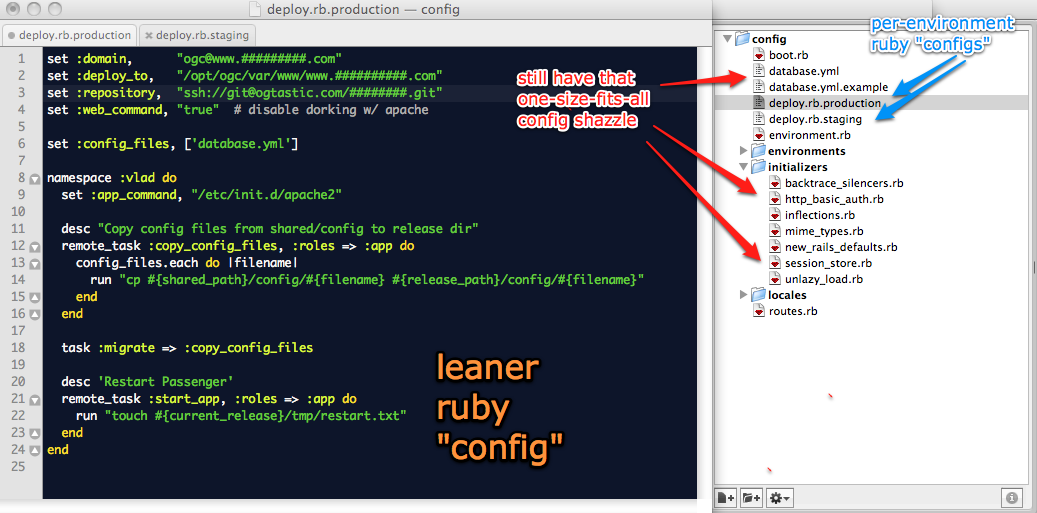 deploy.rb.production — config
deploy.rb.production
deploy.rb.staging
1 set :domain, "ogc@www.#########.com"
2 set :deploy_to, "/opt/ogc/var/www/www.##########.com"
3 set :repository, "ssh://git@ogtastic.com/########.git"
4 set :web_command, "true" # disable dorking w/ apache
5
6 set :config_files, ['database.yml']
7
8 namespace :vlad do
9 set :app_command, "/etc/init.d/apache2"
10
11 desc "Copy config files from shared/config to release dir"
12 remote_task :copy_config_files, :roles => :app do
13 config_files.each do |filename|
14 run "cp #{shared_path}/config/#{filename} #{release_path}/config/#{filename}"
15 end
16 end
17
18 task :migrate => :copy_config_files
19
20 desc 'Restart Passenger'
21 remote_task :start_app, :roles => :app do
22 run "touch #{current_release}/tmp/restart.txt"
23 end
24 end
25
still have that
one-size-fits-all
config shazzle
leaner
ruby
"config"
per-environment
ruby "configs"
config
boot.rb
database.yml
database.yml.example
deploy.rb.production
deploy.rb.staging
environment.rb
environments
initializers
backtrace_silencers.rb
http_basic_auth.rb
inflections.rb
mime_types.rb
new_rails_defaults.rb
session_store.rb
unlazy_load.rb
locales
routes.rb